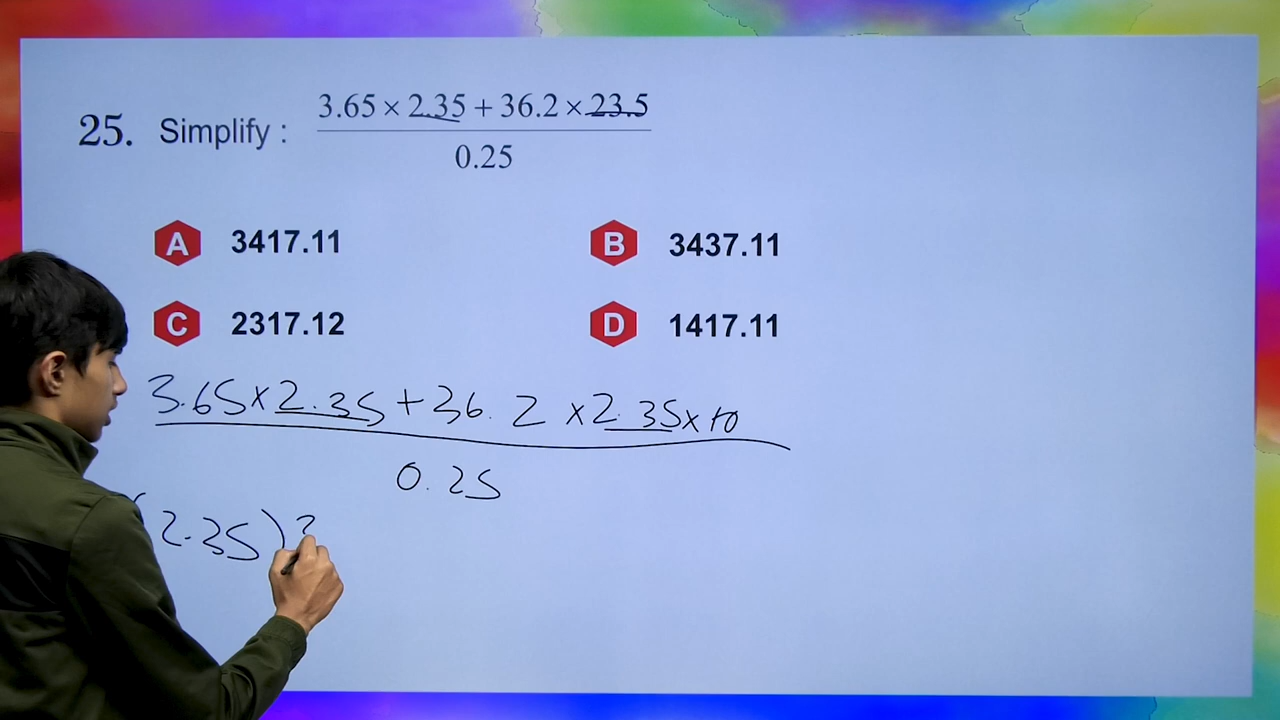 25. Simplify : 3.65 × 2.35 + 36.2 × 23.5
0.25
A 3417.11 B 3437.11
C 2317.12 D 1417.11
3.65 × 2.35 + 36.2 × 2.35 × 10
0.25
(2.35)3